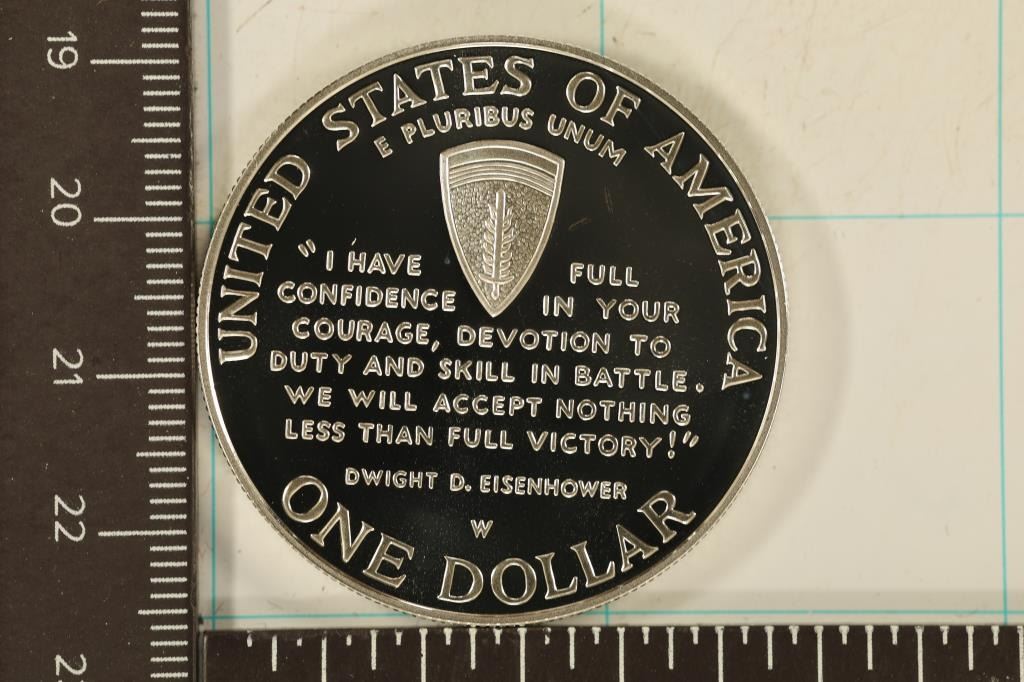 UNITED STATES OF AMERICA
E PLURIBUS UNUM
“I HAVE FULL
CONFIDENCE IN YOUR
COURAGE, DEVOTION TO
DUTY AND SKILL IN BATTLE.
WE WILL ACCEPT NOTHING
LESS THAN FULL VICTORY!”
DWIGHT D. EISENHOWER
W
ONE DOLLAR
19
20
21
22